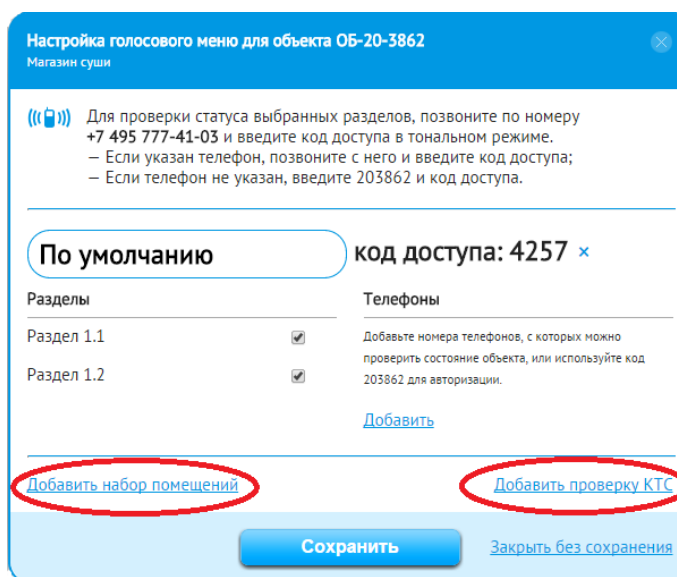 Настройка голосового меню для объекта ОБ-20-3862
Магазин суши
Для проверки статуса выбранных разделов, позвоните по номеру
+7 495 777-41-03 и введите код доступа в тональном режиме.
— Если указан телефон, позвоните с него и введите код доступа;
— Если телефон не указан, введите 203862 и код доступа.
По умолчанию
код доступа: 4257 ×
Разделы
Телефоны
Раздел 1.1
Раздел 1.2
Добавьте номера телефонов, с которых можно
проверить состояние объекта, или используйте код
203862 для авторизации.
Добавить
Добавить набор помещений
Добавить проверку КТС
Сохранить
Закрыть без сохранения